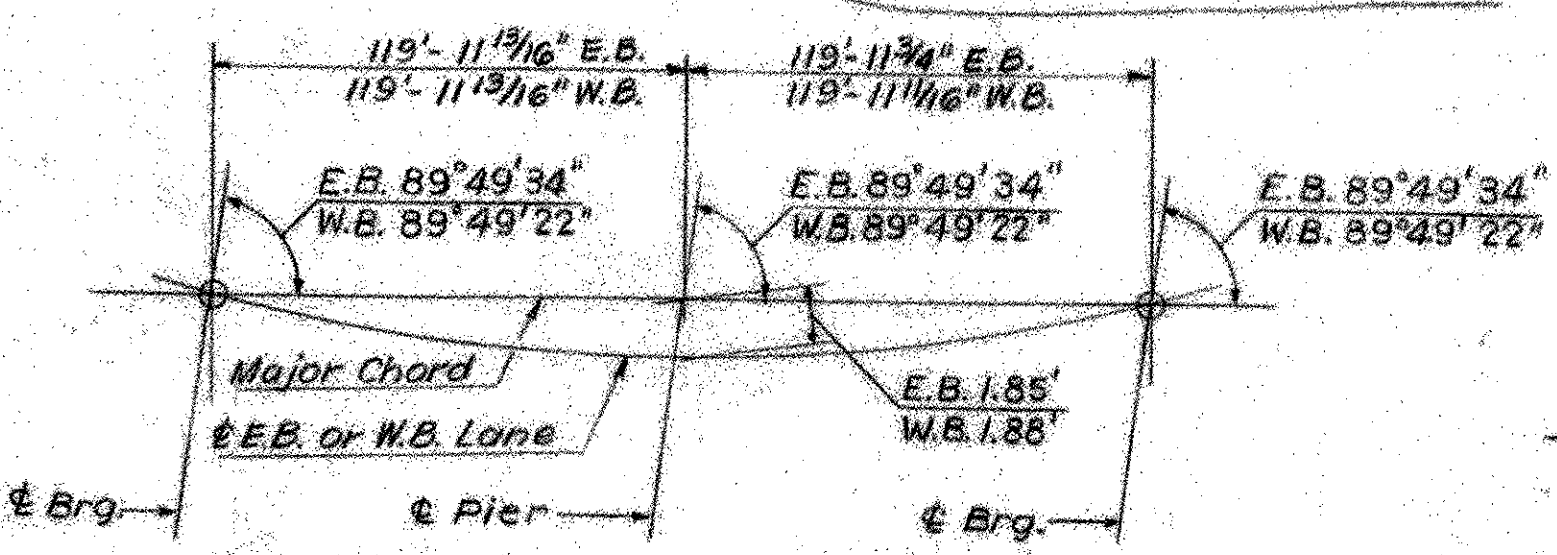 119'- 11 13/16" E.B.
119'- 11 13/16" W.B.
119'- 11 3/4" E.B.
119'- 11 11/16" W.B.
E.B. 89°49'34"
W.B. 89°49'22"
E.B. 89°49'34"
W.B. 89°49'22"
E.B. 89°49'34"
W.B. 89°49'22"
Major Chord
℄ E.B. or W.B. Lane
E.B. 1.85'
W.B. 1.88'
℄ Brg.
℄ Pier
℄ Brg.